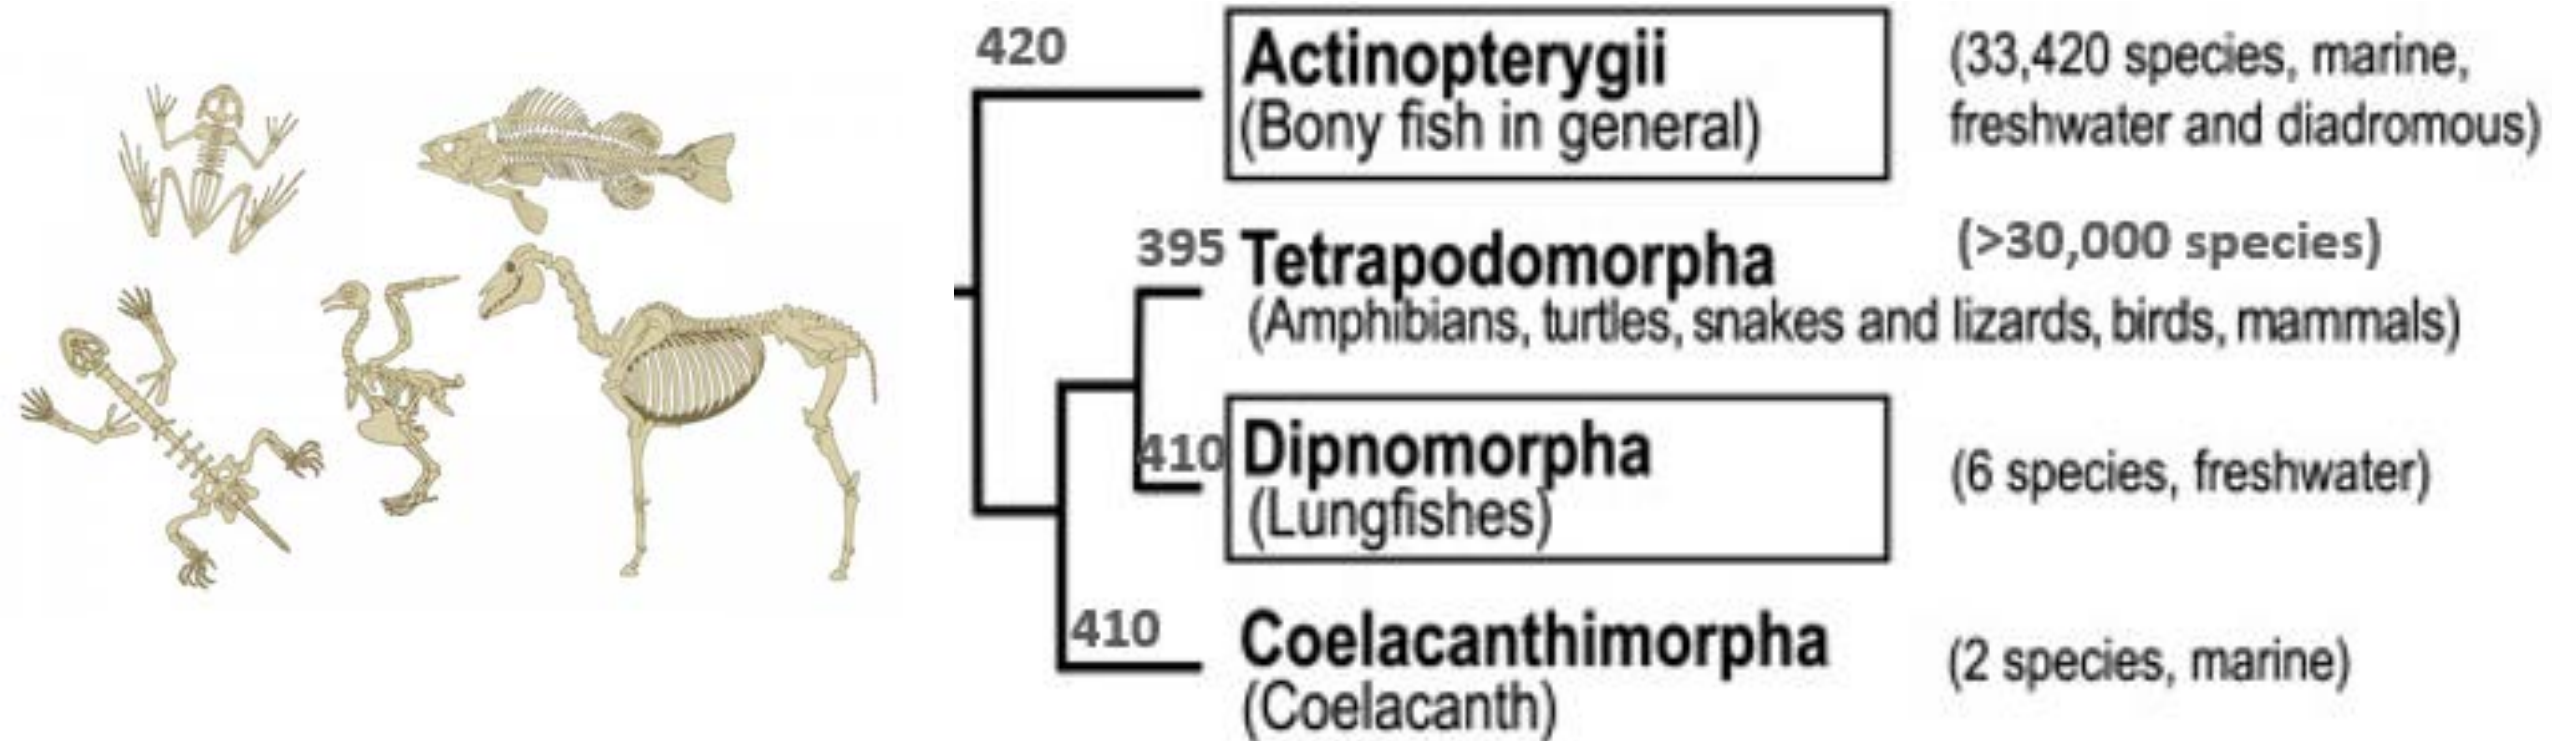 420
Actinopterygii
(Bony fish in general)
(33,420 species, marine,
freshwater and diadromous)
395
Tetrapodomorpha
(>30,000 species)
(Amphibians, turtles, snakes and lizards, birds, mammals)
410
Dipnomorpha
(Lungfishes)
(6 species, freshwater)
410
Coelacanthimorpha
(Coelacanth)
(2 species, marine)